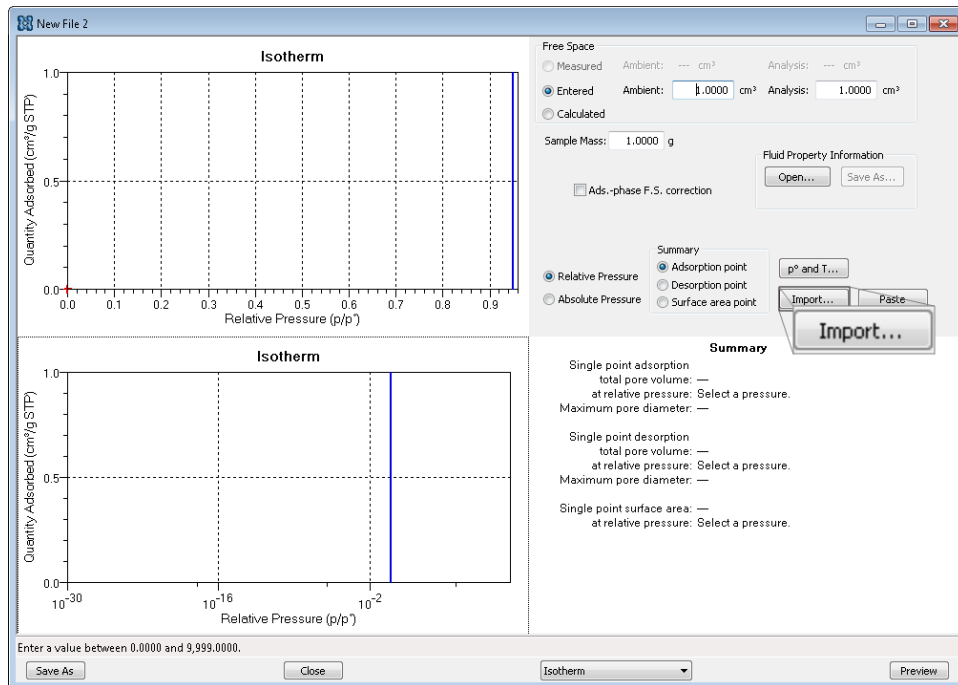 New File 2
Isotherm
Quantity Adsorbed (cm³/g STP)
1.0
0.5
0.0
0.0 0.1 0.2 0.3 0.4 0.5 0.6 0.7 0.8 0.9
Relative Pressure (p/p°)
Free Space
Measured Ambient: --- cm³ Analysis: --- cm³
Entered Ambient: 1.0000 cm³ Analysis: 1.0000 cm³
Calculated
Sample Mass: 1.0000 g
Fluid Property Information
Open... Save As...
Ads.-phase F.S. correction
Summary
Relative Pressure
Absolute Pressure
Adsorption point
Desorption point
Surface area point
p° and T...
Import... Paste
Import...
Isotherm
Quantity Adsorbed (cm³/g STP)
1.0
0.5
0.0
10⁻³⁰ 10⁻¹⁶ 10⁻²
Relative Pressure (p/p°)
Summary
Single point adsorption
total pore volume: —
at relative pressure: Select a pressure.
Maximum pore diameter: —
Single point desorption
total pore volume: —
at relative pressure: Select a pressure.
Maximum pore diameter: —
Single point surface area: —
at relative pressure: Select a pressure.
Enter a value between 0.0000 and 9,999.0000.
Save As Close Isotherm Preview